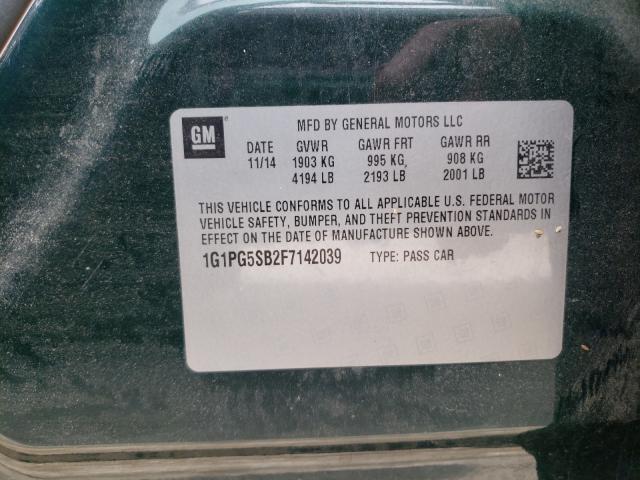 GM
MFD BY GENERAL MOTORS LLC
DATE GVWR GAWR FRT GAWR RR
11/14 1903 KG 995 KG, 908 KG
4194 LB 2193 LB 2001 LB
THIS VEHICLE CONFORMS TO ALL APPLICABLE U.S. FEDERAL MOTOR
VEHICLE SAFETY, BUMPER, AND THEFT PREVENTION STANDARDS IN
EFFECT ON THE DATE OF MANUFACTURE SHOWN ABOVE.
1G1PG5SB2F7142039 TYPE: PASS CAR